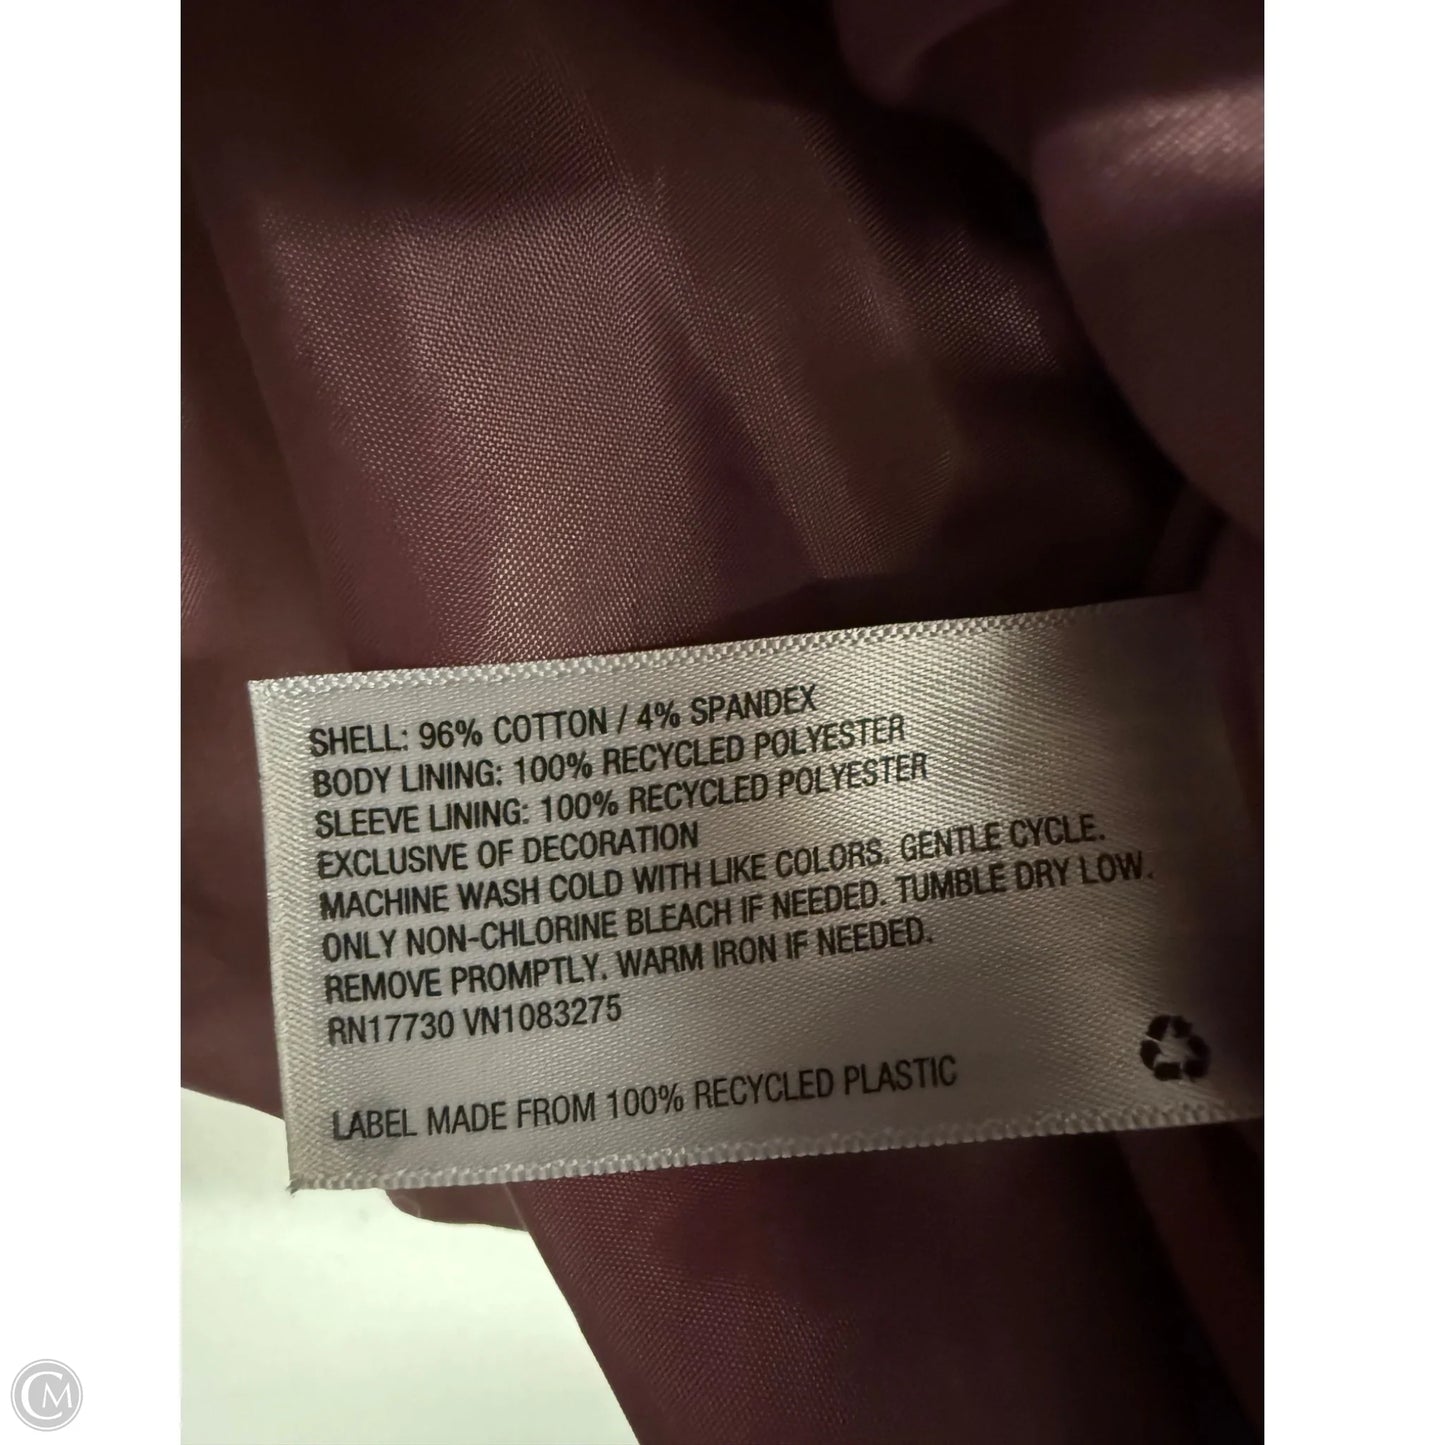 SHELL: 96% COTTON / 4% SPANDEX
BODY LINING: 100% RECYCLED POLYESTER
SLEEVE LINING: 100% RECYCLED POLYESTER
EXCLUSIVE OF DECORATION
MACHINE WASH COLD WITH LIKE COLORS. GENTLE CYCLE.
ONLY NON-CHLORINE BLEACH IF NEEDED. TUMBLE DRY LOW.
REMOVE PROMPTLY. WARM IRON IF NEEDED.
RN17730 VN1083275
LABEL MADE FROM 100% RECYCLED PLASTIC
CM